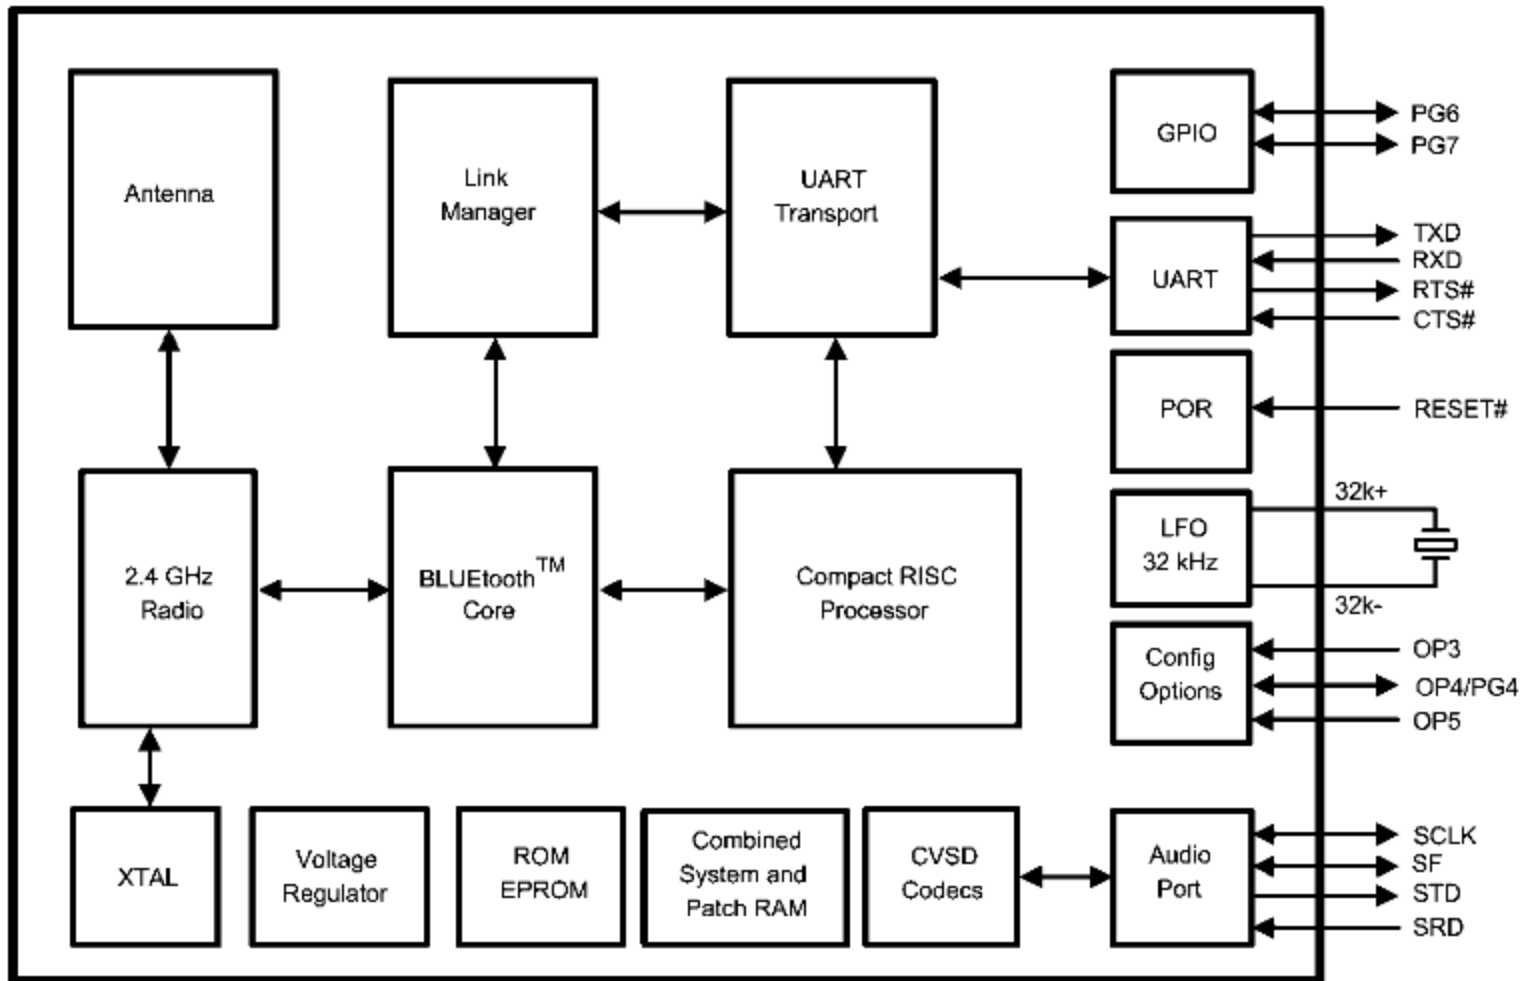 Antenna
Link
Manager
UART
Transport
GPIO
PG6
PG7
UART
TXD
RXD
RTS#
CTS#
POR
RESET#
2.4 GHz
Radio
BLUEtooth™
Core
Compact RISC
Processor
LFO
32 kHz
32k+
32k-
Config
Options
OP3
OP4/PG4
OP5
XTAL
Voltage
Regulator
ROM
EPROM
Combined
System and
Patch RAM
CVSD
Codecs
Audio
Port
SCLK
SF
STD
SRD